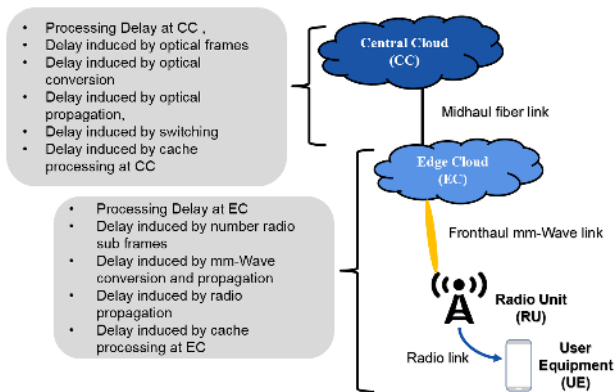 • Processing Delay at CC ,
• Delay induced by optical frames
• Delay induced by optical
conversion
• Delay induced by optical
propagation,
• Delay induced by switching
• Delay induced by cache
processing at CC
Central Cloud
(CC)
Midhaul fiber link
Edge Cloud
(EC)
• Processing Delay at EC
• Delay induced by number radio
sub frames
• Delay induced by mm-Wave
conversion and propagation
• Delay induced by radio
propagation
• Delay induced by cache
processing at EC
Fronthaul mm-Wave link
Radio Unit
(RU)
Radio link
User
Equipment
(UE)